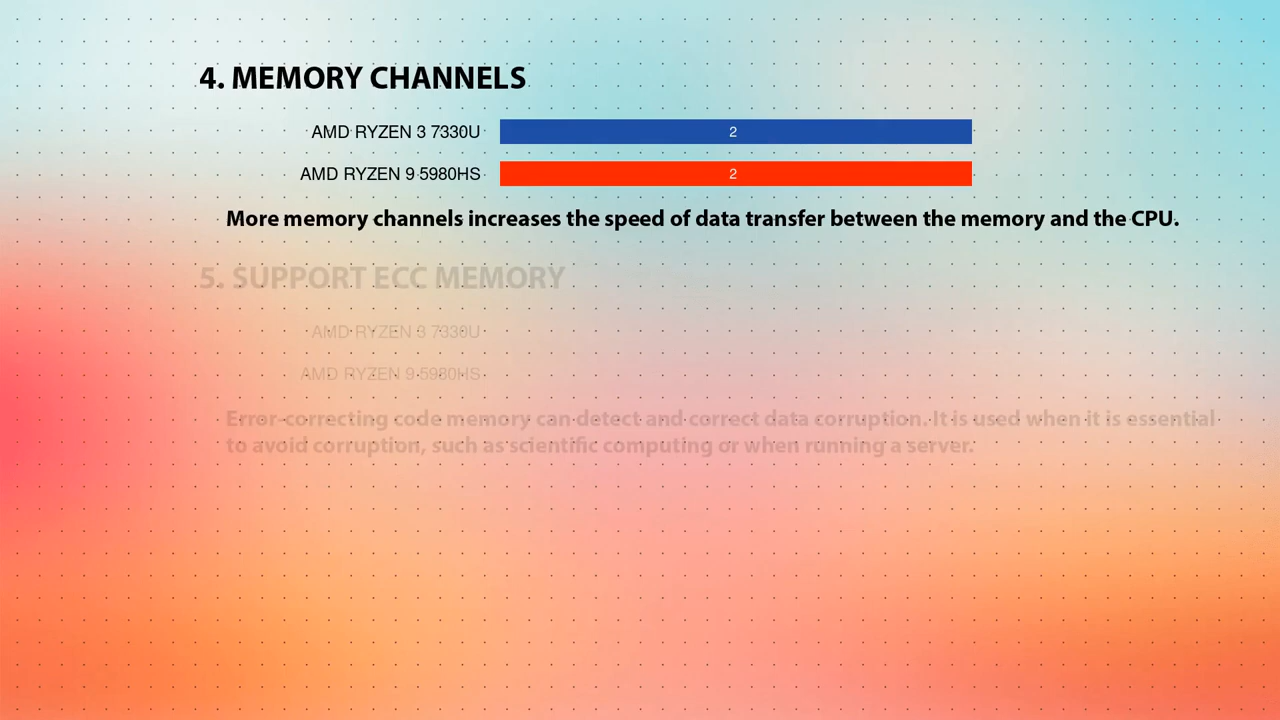 4. MEMORY CHANNELS
AMD RYZEN 3 7330U
2
AMD RYZEN 9 5980HS
2
More memory channels increases the speed of data transfer between the memory and the CPU.
5. SUPPORT ECC MEMORY
AMD RYZEN 3 7330U
AMD RYZEN 9 5980HS
Error-correcting code memory can detect and correct data corruption. It is used when it is essential
to avoid corruption, such as scientific computing or when running a server.